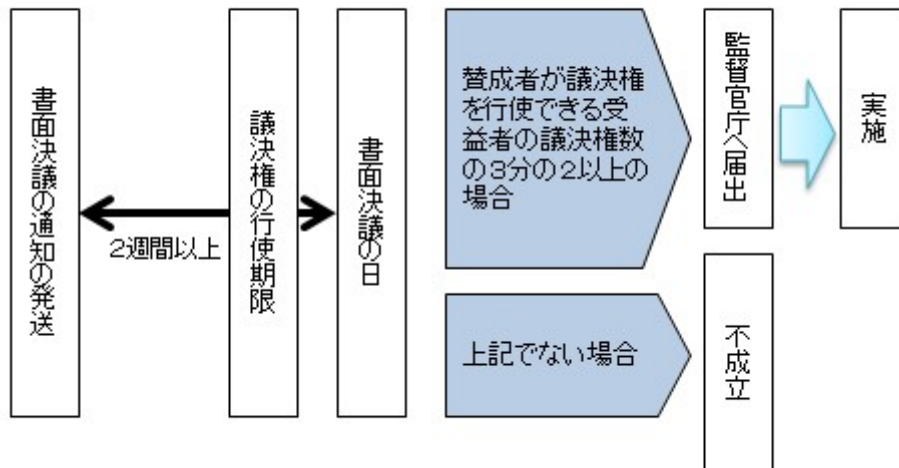 書面決議の通知の発送
2週間以上
議決権の行使期限
書面決議の日
賛成者が議決権
を行使できる受
益者の議決権数
の3分の2以上の
場合
監督官庁へ届出
実施
上記でない場合
不成立